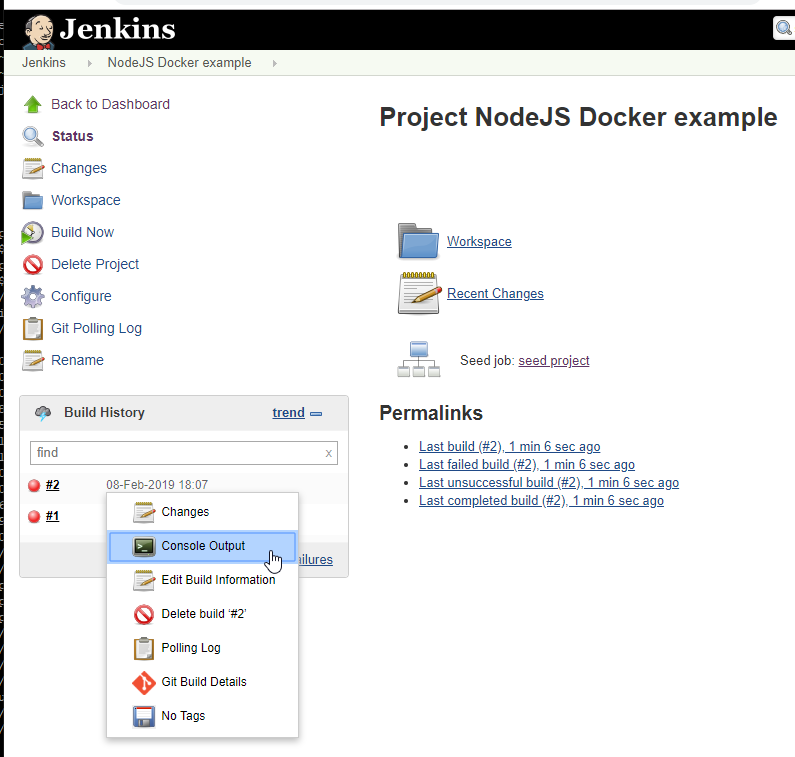 Jenkins
Jenkins NodeJS Docker example
Back to Dashboard
Status
Changes
Workspace
Build Now
Delete Project
Configure
Git Polling Log
Rename
Project NodeJS Docker example
Workspace
Recent Changes
Seed job: seed project
Permalinks
Last build (#2), 1 min 6 sec ago
Last failed build (#2), 1 min 6 sec ago
Last unsuccessful build (#2), 1 min 6 sec ago
Last completed build (#2), 1 min 6 sec ago
Build History trend
find x
#2 08-Feb-2019 18:07
#1
Changes
Console Output
Edit Build Information
Delete build ‘#2’
Polling Log
Git Build Details
No Tags